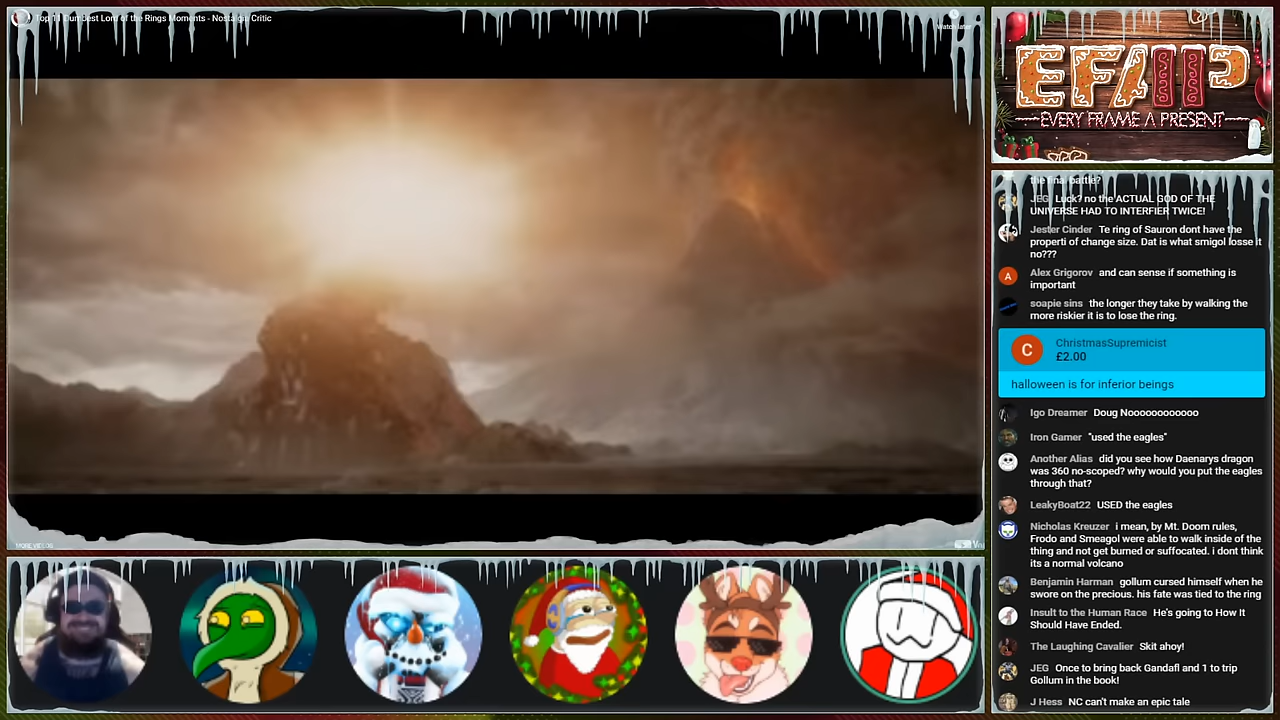 Top 11 Dumbest Lord of the Rings Moments - Nostalgia Critic
Watch later
MORE VIDEOS
EFAP
EVERY FRAME A PRESENT
the final battle?
JEG Luck? no the ACTUAL GOD OF THE
UNIVERSE HAD TO INTERFIER TWICE!
Jester Cinder Te ring of Sauron dont have the
properti of change size. Dat is what smigol losse it
no???
A
Alex Grigorov and can sense if something is
important
soapie sins the longer they take by walking the
more riskier it is to lose the ring.
C
ChristmasSupremicist
£2.00
halloween is for inferior beings
Igo Dreamer Doug Nooooooooooo
Iron Gamer "used the eagles"
Another Alias did you see how Daenarys dragon
was 360 no-scoped? why would you put the eagles
through that?
LeakyBoat22 USED the eagles
Nicholas Kreuzer i mean, by Mt. Doom rules,
Frodo and Smeagol were able to walk inside of the
thing and not get burned or suffocated. i dont think
its a normal volcano
Benjamin Harman gollum cursed himself when he
swore on the precious. his fate was tied to the ring
Insult to the Human Race He's going to How It
Should Have Ended.
The Laughing Cavalier Skit ahoy!
JEG Once to bring back Gandafl and 1 to trip
Gollum in the book!
J Hess NC can't make an epic tale